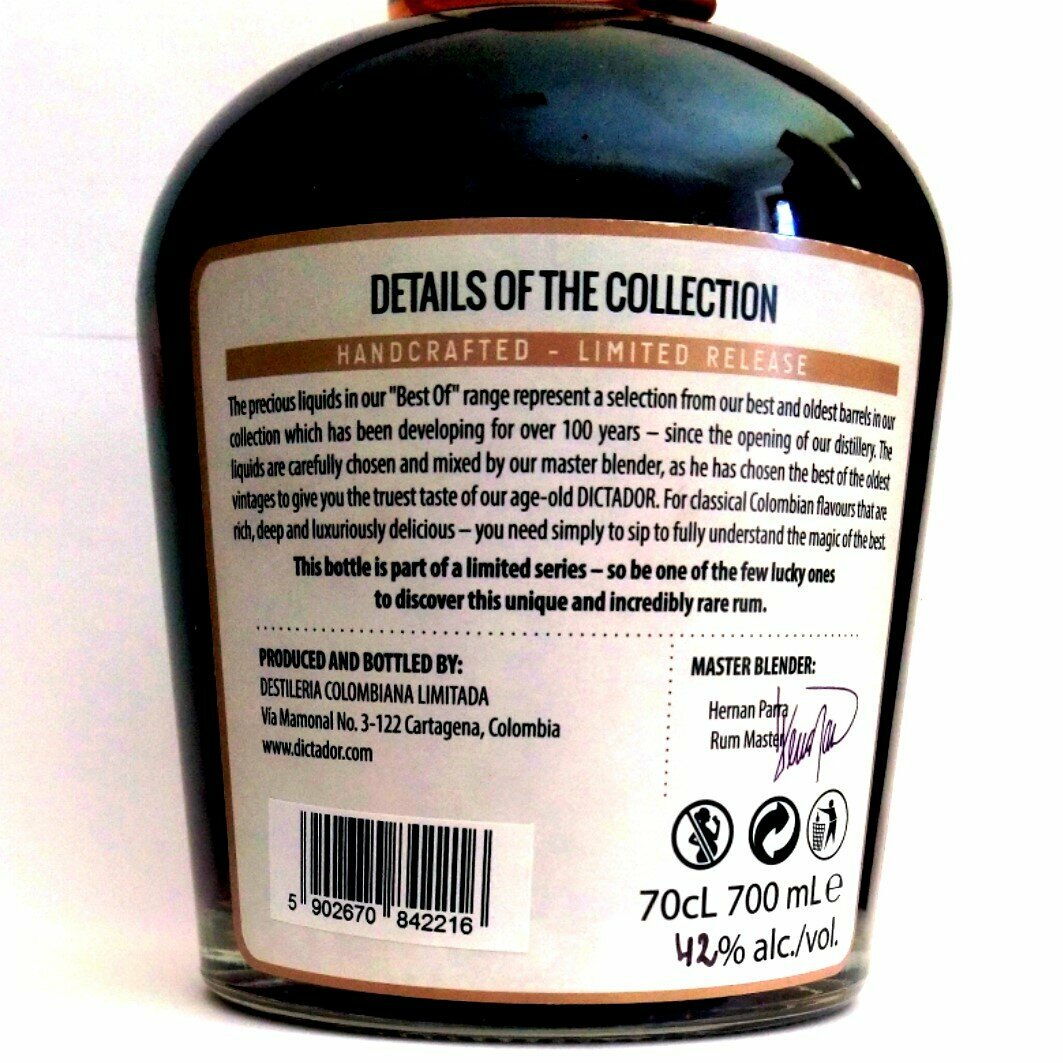 DETAILS OF THE COLLECTION
HANDCRAFTED - LIMITED RELEASE
The precious liquids in our "Best Of" range represent a selection from our best and oldest barrels in our
collection which has been developing for over 100 years – since the opening of our distillery. The
liquids are carefully chosen and mixed by our master blender, as he has chosen the best of the oldest
vintages to give you the truest taste of our age-old DICTADOR. For classical Colombian flavours that are
rich, deep and luxuriously delicious – you need simply to sip to fully understand the magic of the best.
This bottle is part of a limited series – so be one of the few lucky ones
to discover this unique and incredibly rare rum.
PRODUCED AND BOTTLED BY:
DESTILERIA COLOMBIANA LIMITADA
Vía Mamonal No. 3-122 Cartagena, Colombia
www.dictador.com
MASTER BLENDER:
Hernan Parra
Rum Master
5 902670 842216
70cL 700 mL e
42% alc./vol.